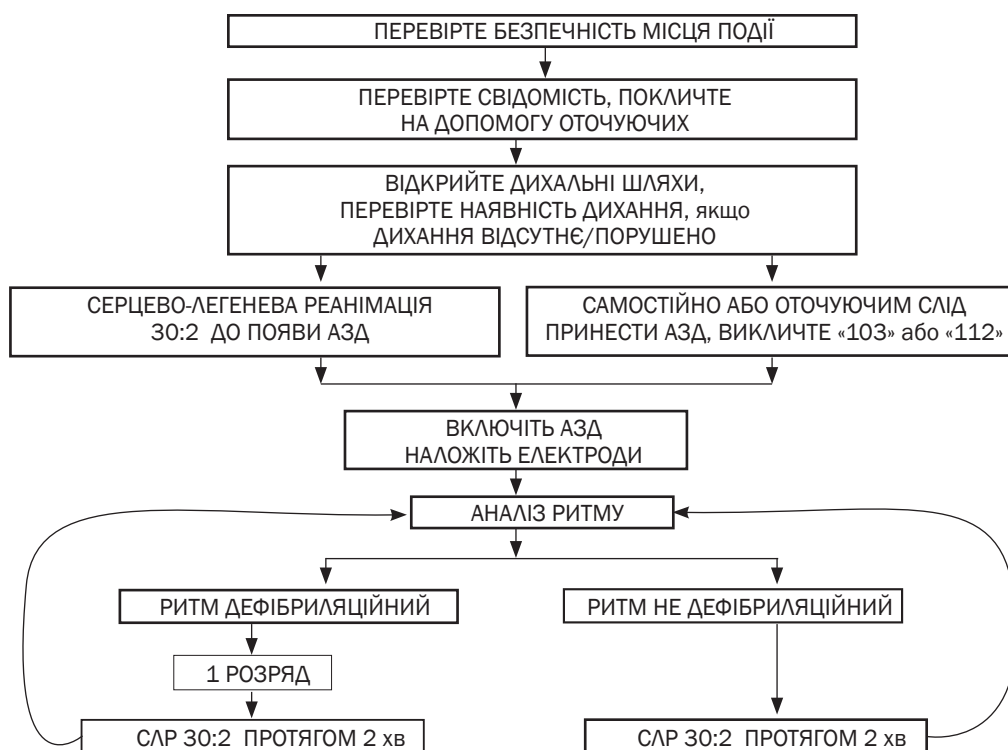 ПЕРЕВІРТЕ БЕЗПЕЧНІСТЬ МІСЦЯ ПОДІЇ
ПЕРЕВІРТЕ СВІДОМІСТЬ, ПОКЛИЧТЕ
НА ДОПОМОГУ ОТОЧУЮЧИХ
ВІДКРИЙТЕ ДИХАЛЬНІ ШЛЯХИ,
ПЕРЕВІРТЕ НАЯВНІСТЬ ДИХАННЯ, якщо
ДИХАННЯ ВІДСУТНЄ/ПОРУШЕНО
СЕРЦЕВО-ЛЕГЕНЕВА РЕАНІМАЦІЯ
30:2 ДО ПОЯВИ АЗД
САМОСТІЙНО АБО ОТОЧУЮЧИМ СЛІД
ПРИНЕСТИ АЗД, ВИКЛИЧТЕ «103» або «112»
ВКЛЮЧІТЬ АЗД
НАЛОЖІТЬ ЕЛЕКТРОДИ
АНАЛІЗ РИТМУ
РИТМ ДЕФІБРИЛЯЦІЙНИЙ
РИТМ НЕ ДЕФІБРИЛЯЦІЙНИЙ
1 РОЗРЯД
СЛР 30:2 ПРОТЯГОМ 2 хв
СЛР 30:2 ПРОТЯГОМ 2 хв